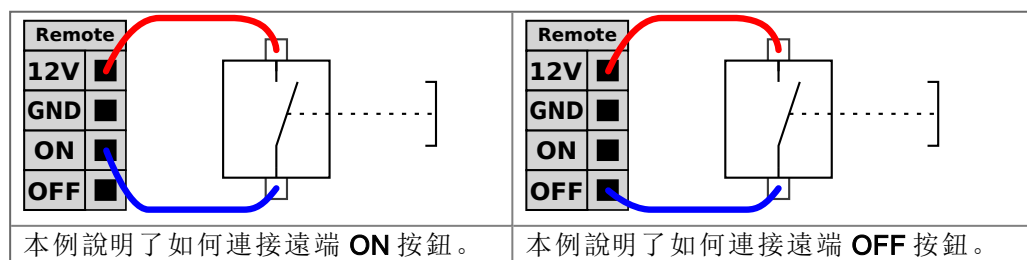 Remote
12V
GND
ON
OFF
本例說明了如何連接遠端 ON 按鈕。
Remote
12V
GND
ON
OFF
本例說明了如何連接遠端 OFF 按鈕。